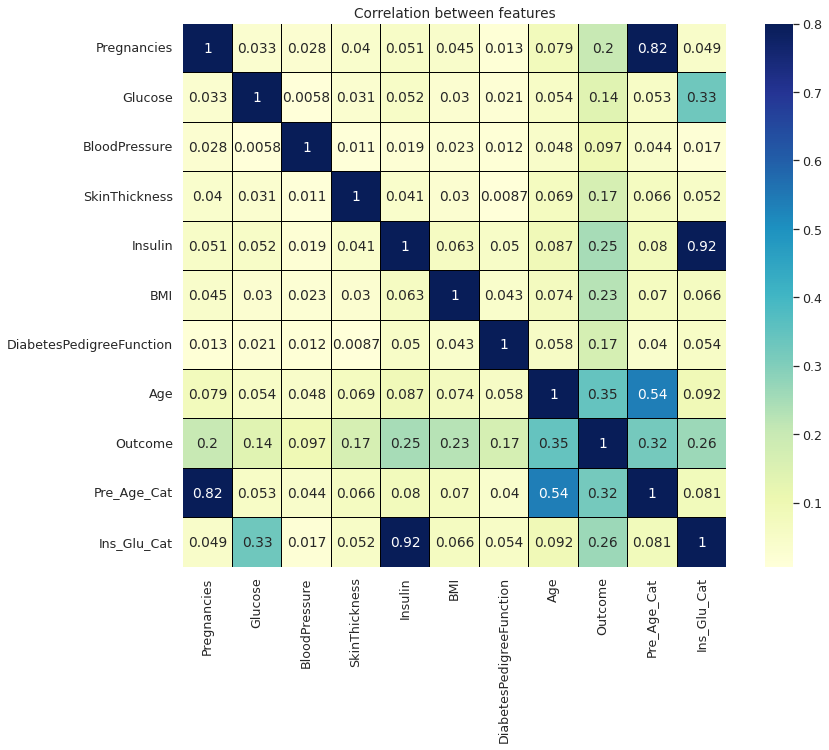 Correlation between features
Pregnancies 1 0.033 0.028 0.04 0.051 0.045 0.013 0.079 0.2 0.82 0.049
Glucose 0.033 1 0.0058 0.031 0.052 0.03 0.021 0.054 0.14 0.053 0.33
BloodPressure 0.028 0.0058 1 0.011 0.019 0.023 0.012 0.048 0.097 0.044 0.017
SkinThickness 0.04 0.031 0.011 1 0.041 0.03 0.0087 0.069 0.17 0.066 0.052
Insulin 0.051 0.052 0.019 0.041 1 0.063 0.05 0.087 0.25 0.08 0.92
BMI 0.045 0.03 0.023 0.03 0.063 1 0.043 0.074 0.23 0.07 0.066
DiabetesPedigreeFunction 0.013 0.021 0.012 0.0087 0.05 0.043 1 0.058 0.17 0.04 0.054
Age 0.079 0.054 0.048 0.069 0.087 0.074 0.058 1 0.35 0.54 0.092
Outcome 0.2 0.14 0.097 0.17 0.25 0.23 0.17 0.35 1 0.32 0.26
Pre_Age_Cat 0.82 0.053 0.044 0.066 0.08 0.07 0.04 0.54 0.32 1 0.081
Ins_Glu_Cat 0.049 0.33 0.017 0.052 0.92 0.066 0.054 0.092 0.26 0.081 1
Pregnancies
Glucose
BloodPressure
SkinThickness
Insulin
BMI
DiabetesPedigreeFunction
Age
Outcome
Pre_Age_Cat
Ins_Glu_Cat
0.8
0.7
0.6
0.5
0.4
0.3
0.2
0.1